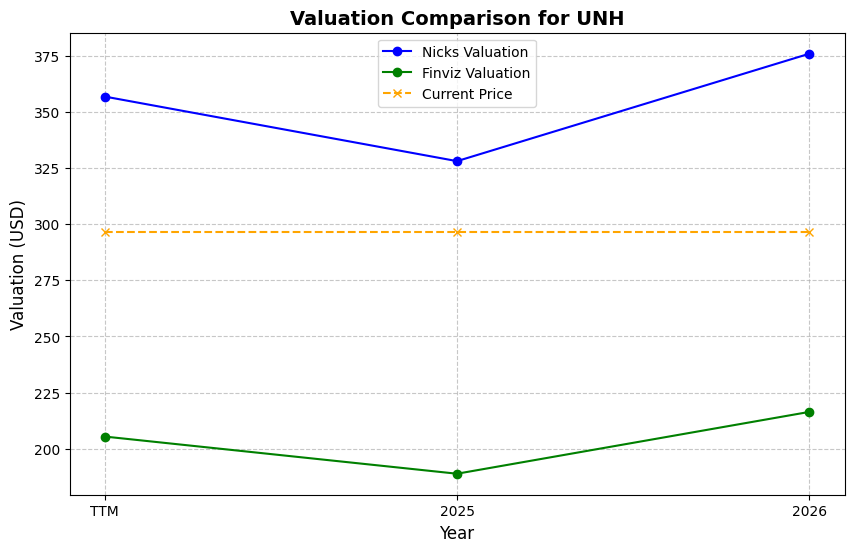 Valuation Comparison for UNH
Nicks Valuation
Finviz Valuation
Current Price
Valuation (USD)
375
350
325
300
275
250
225
200
TTM
2025
2026
Year